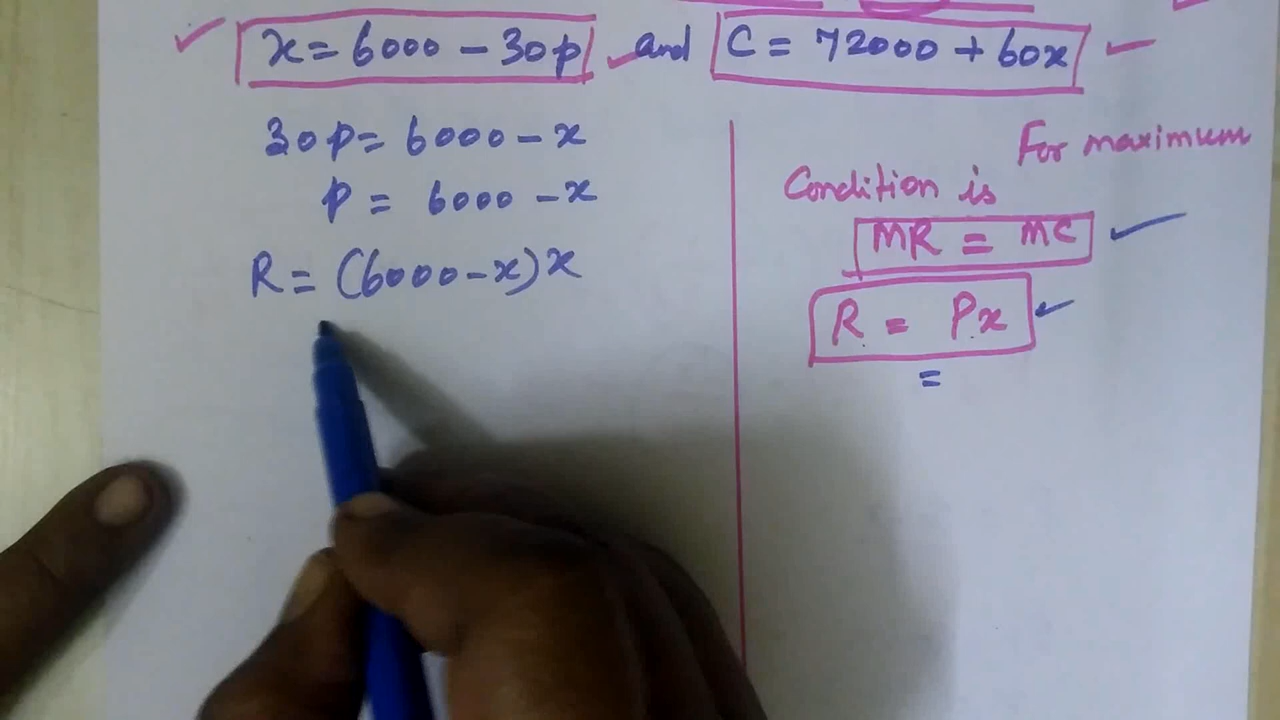 x = 6000 - 30p and C = 72000 + 60x
30p = 6000 - x
p = 6000 - x
R = (6000 - x) x
For maximum
Condition is
MR = MC
R = Px
=